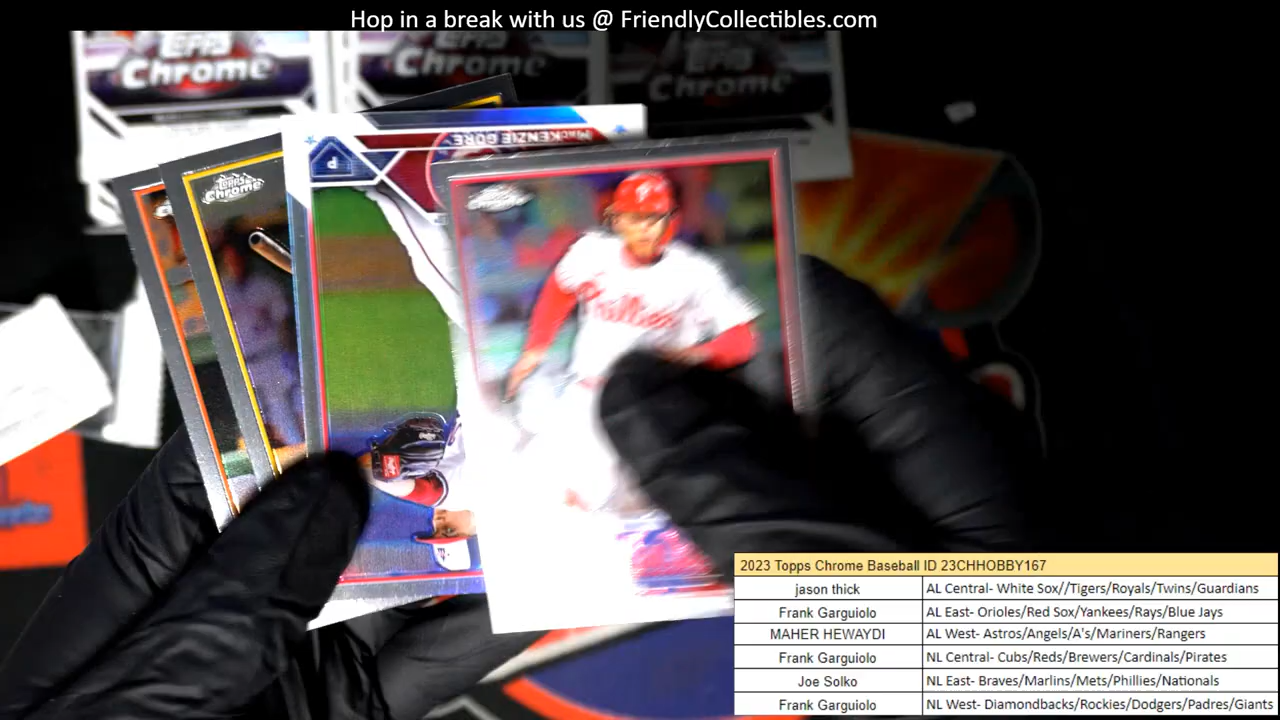 Hop in a break with us @ FriendlyCollectibles.com
Chrome
Chrome
Chrome
TOPPS
Chrome
P
MACKENZIE GORE
Phillies
2023 Topps Chrome Baseball ID 23CHHOBBY167
jason thick AL Central- White Sox//Tigers/Royals/Twins/Guardians
Frank Garguiolo AL East- Orioles/Red Sox/Yankees/Rays/Blue Jays
MAHER HEWAYDI AL West- Astros/Angels/A's/Mariners/Rangers
Frank Garguiolo NL Central- Cubs/Reds/Brewers/Cardinals/Pirates
Joe Solko NL East- Braves/Marlins/Mets/Phillies/Nationals
Frank Garguiolo NL West- Diamondbacks/Rockies/Dodgers/Padres/Giants